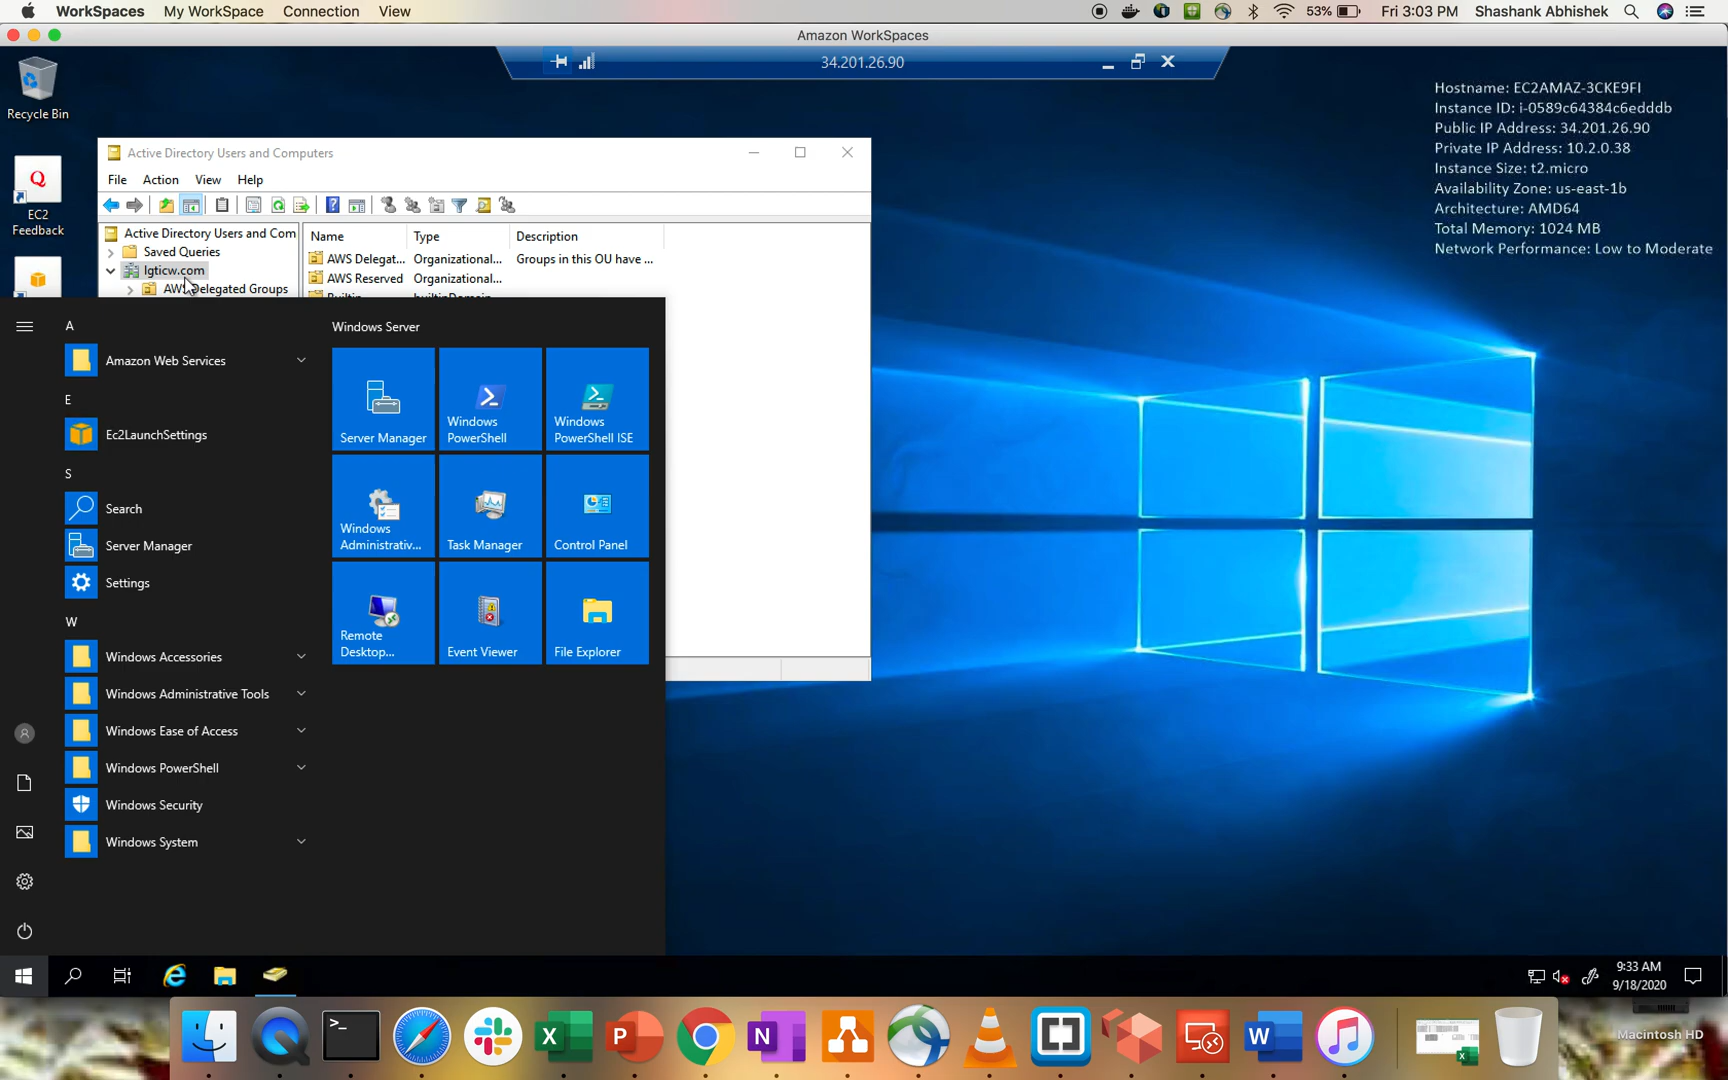 WorkSpaces My WorkSpace Connection View 53% Fri 3:03 PM Shashank Abhishek
Amazon WorkSpaces
34.201.26.90
Recycle Bin
EC2
Feedback
Hostname: EC2AMAZ-3CKE9FI
Instance ID: i-0589c64384c6edddb
Public IP Address: 34.201.26.90
Private IP Address: 10.2.0.38
Instance Size: t2.micro
Availability Zone: us-east-1b
Architecture: AMD64
Total Memory: 1024 MB
Network Performance: Low to Moderate
Active Directory Users and Computers
File Action View Help
Active Directory Users and Com
Saved Queries
lgticw.com
Delegated Groups
Name Type Description
AWS Delegat... Organizational... Groups in this OU have ...
AWS Reserved Organizational...
A
Amazon Web Services
E
Ec2LaunchSettings
S
Search
Server Manager
Settings
W
Windows Accessories
Windows Administrative Tools
Windows Ease of Access
Windows PowerShell
Windows Security
Windows System
Windows Server
Server Manager
Windows
PowerShell
Windows
PowerShell ISE
Windows
Administrativ...
Task Manager
Control Panel
Remote
Desktop...
Event Viewer
File Explorer
9:33 AM
9/18/2020
Macintosh HD